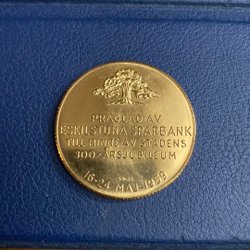 PRÄGLAD AV
ESKILSTUNA SPARBANK
TILL MINNE AV STADENS
300-ÅRSJUBILEUM
16-24 MAJ 1959